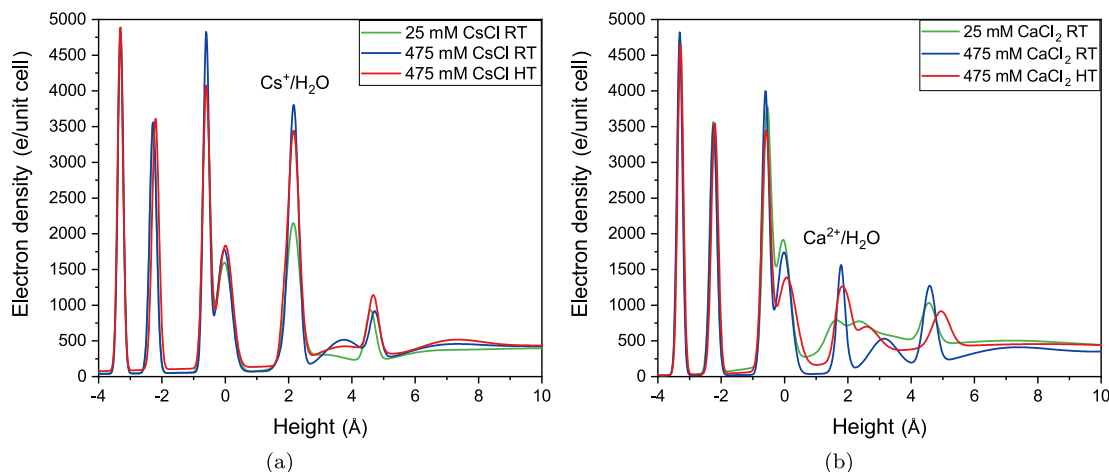 5000
4500
4000
3500
3000
2500
2000
1500
1000
500
0
Electron density (e/unit cell)
25 mM CsCl RT
475 mM CsCl RT
475 mM CsCl HT
Cs⁺/H₂O
-4 -2 0 2 4 6 8 10
Height (Å)
(a)
5000
4500
4000
3500
3000
2500
2000
1500
1000
500
0
Electron density (e/unit cell)
25 mM CaCl₂ RT
475 mM CaCl₂ RT
475 mM CaCl₂ HT
Ca²⁺/H₂O
-4 -2 0 2 4 6 8 10
Height (Å)
(b)